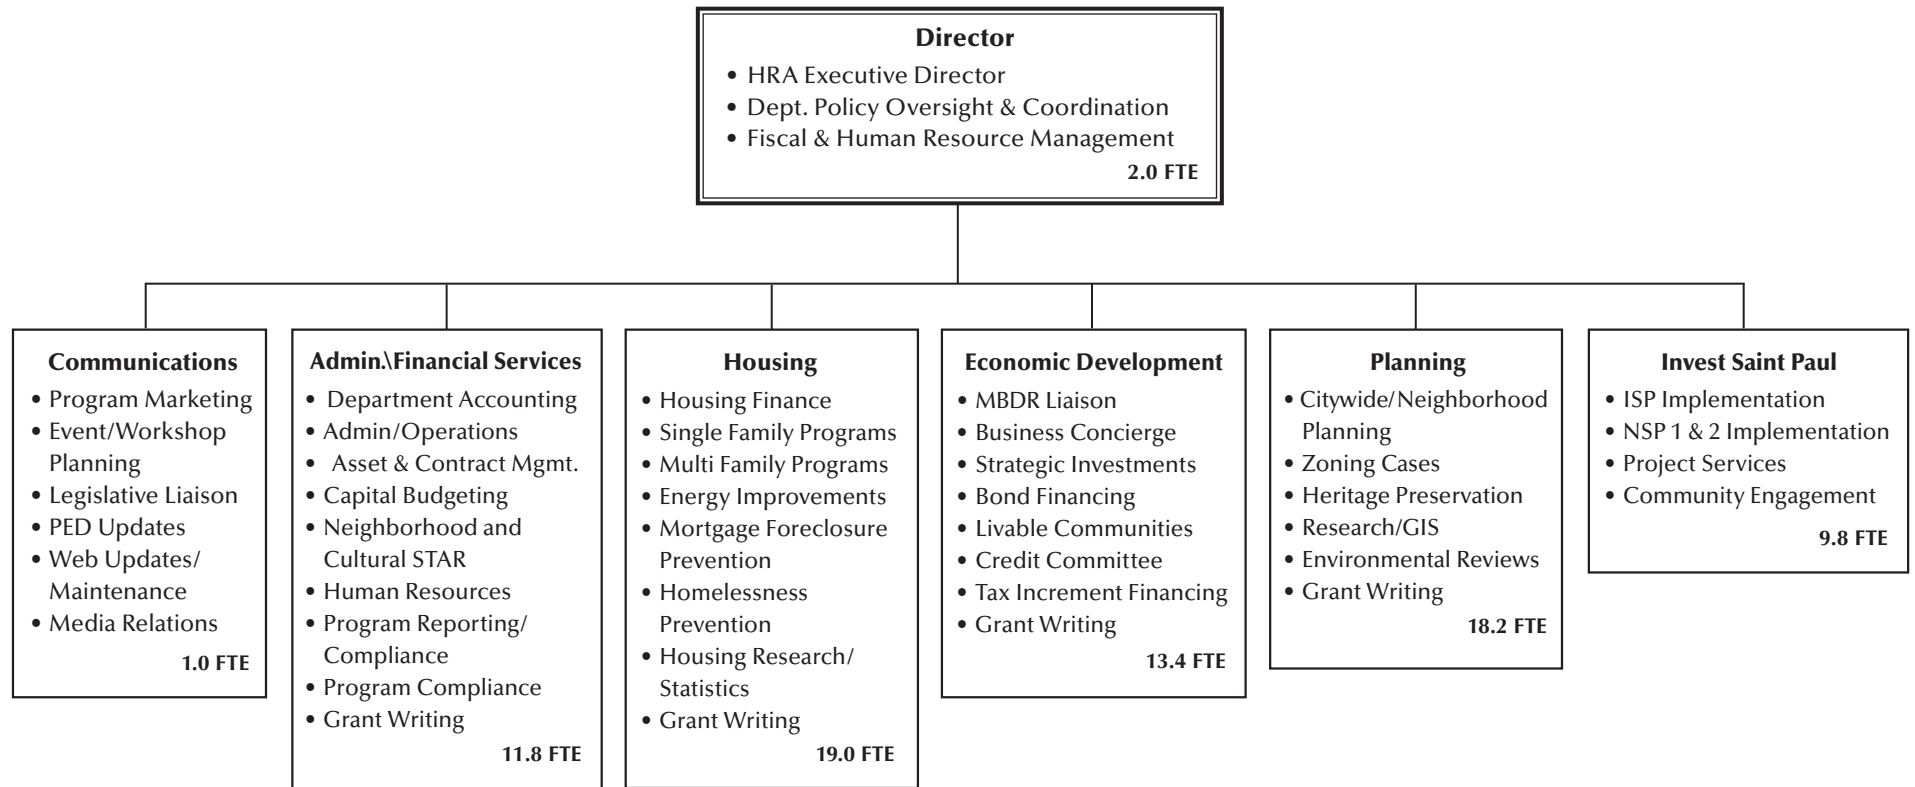 Director
• HRA Executive Director
• Dept. Policy Oversight & Coordination
• Fiscal & Human Resource Management
2.0 FTE
Communications
• Program Marketing
• Event/Workshop
Planning
• Legislative Liaison
• PED Updates
• Web Updates/
Maintenance
• Media Relations
1.0 FTE
Admin.\Financial Services
• Department Accounting
• Admin/Operations
• Asset & Contract Mgmt.
• Capital Budgeting
• Neighborhood and
Cultural STAR
• Human Resources
• Program Reporting/
Compliance
• Program Compliance
• Grant Writing
11.8 FTE
Housing
• Housing Finance
• Single Family Programs
• Multi Family Programs
• Energy Improvements
• Mortgage Foreclosure
Prevention
• Homelessness
Prevention
• Housing Research/
Statistics
• Grant Writing
19.0 FTE
Economic Development
• MBDR Liaison
• Business Concierge
• Strategic Investments
• Bond Financing
• Livable Communities
• Credit Committee
• Tax Increment Financing
• Grant Writing
13.4 FTE
Planning
• Citywide/Neighborhood
Planning
• Zoning Cases
• Heritage Preservation
• Research/GIS
• Environmental Reviews
• Grant Writing
18.2 FTE
Invest Saint Paul
• ISP Implementation
• NSP 1 & 2 Implementation
• Project Services
• Community Engagement
9.8 FTE